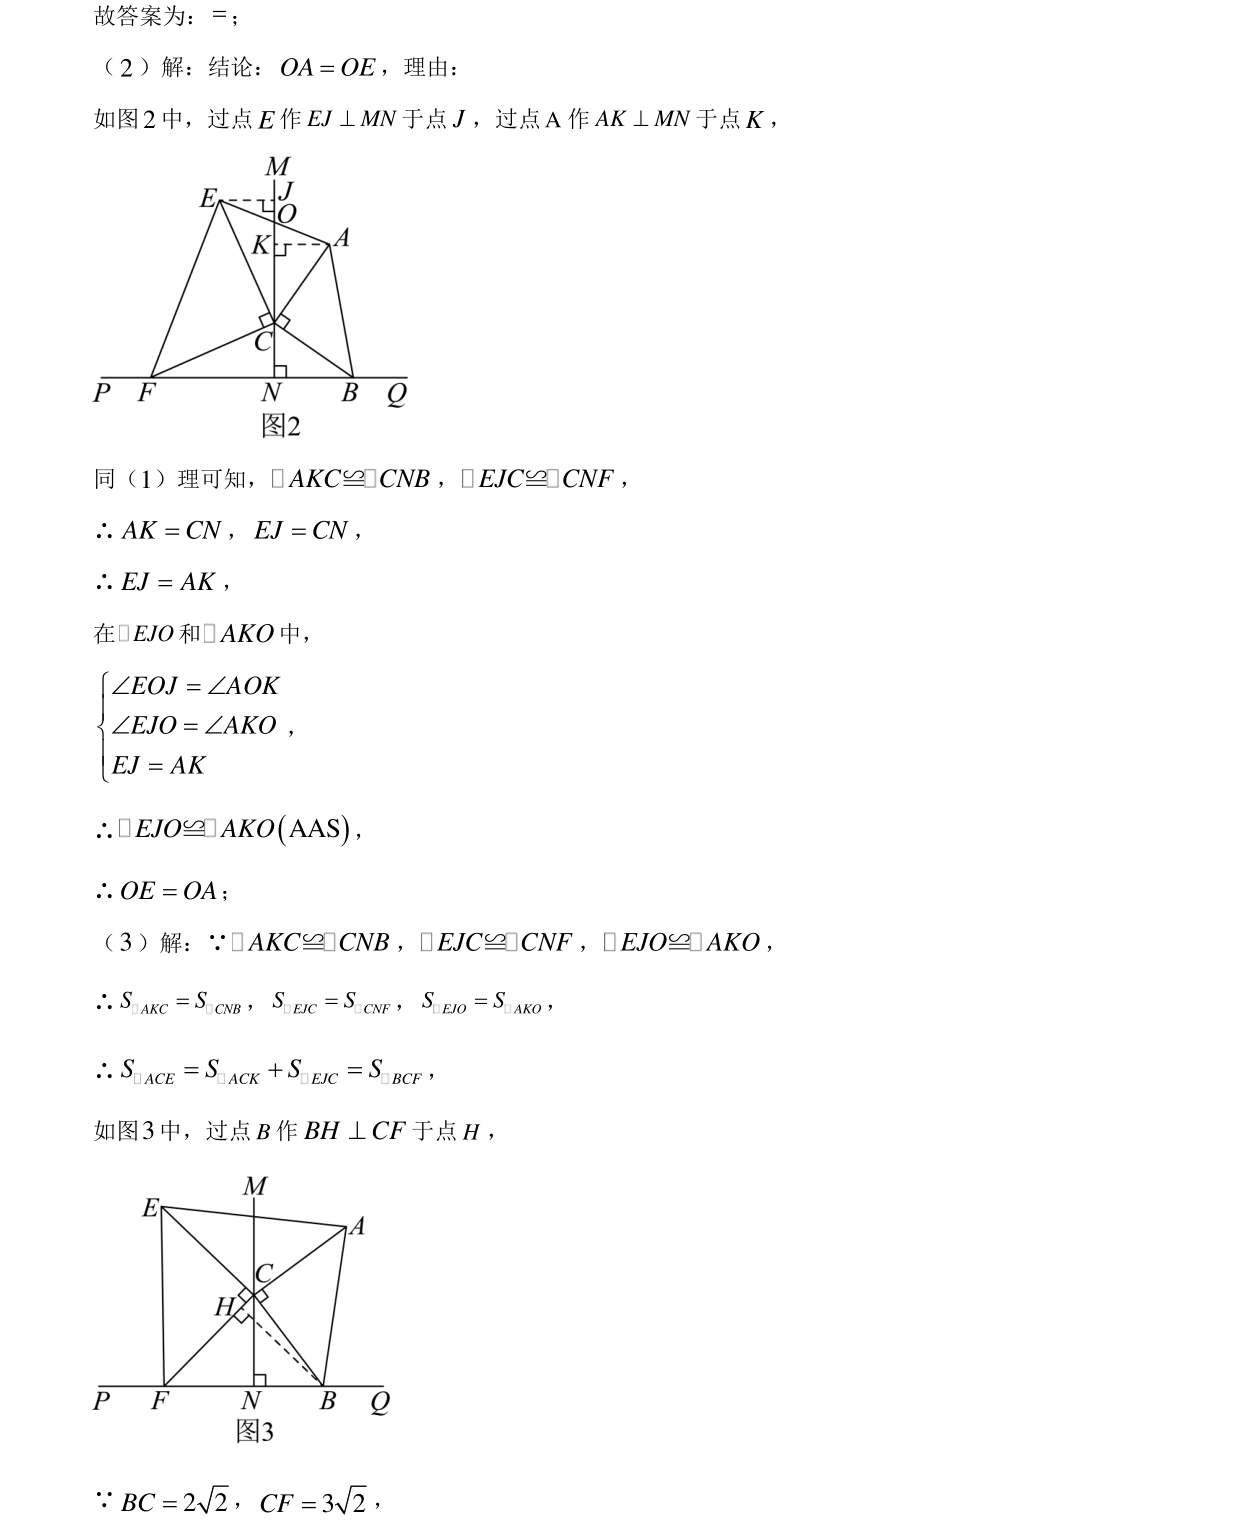 故答案为：=；
（2）解：结论：OA = OE，理由：
如图2中，过点E作EJ⊥MN于点J，过点A作AK⊥MN于点K，
M
E
J
O
K
A
C
P F N B Q
图2
同（1）理可知，□AKC≌□CNB，□EJC≌□CNF，
∴AK = CN，EJ = CN，
∴EJ = AK，
在□EJO和□AKO中，
∠EOJ = ∠AOK
∠EJO = ∠AKO，
EJ = AK
∴□EJO≌□AKO(AAS)，
∴OE = OA；
（3）解：∵□AKC≌□CNB，□EJC≌□CNF，□EJO≌□AKO，
∴S□AKC = S□CNB，S□EJC = S□CNF，S□EJO = S□AKO，
∴S□ACE = S□ACK + S□EJC = S□BCF，
如图3中，过点B作BH⊥CF于点H，
M
E
A
C
H
P F N B Q
图3
∵BC = 2√2，CF = 3√2，